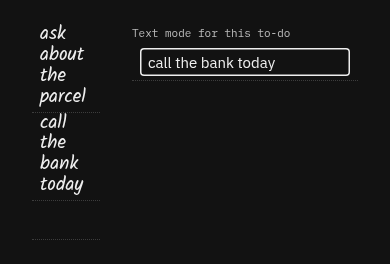 ask
about
the
parcel
call
the
bank
today
Text mode for this to-do
call the bank today